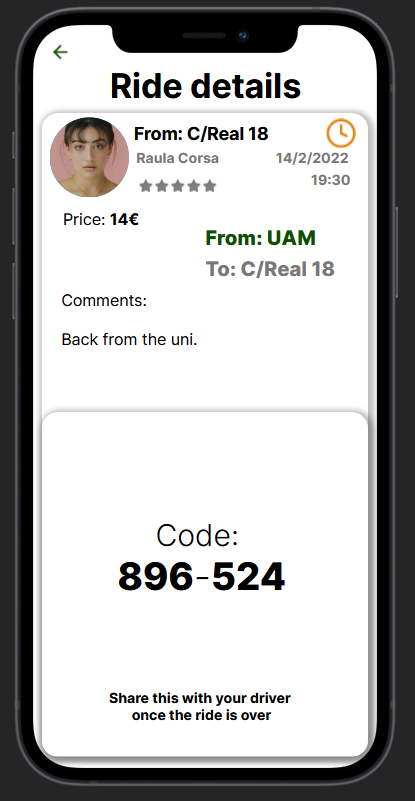 Ride details
From: C/Real 18
Raula Corsa
14/2/2022
19:30
Price: 14€
From: UAM
To: C/Real 18
Comments:
Back from the uni.
Code:
896-524
Share this with your driver
once the ride is over